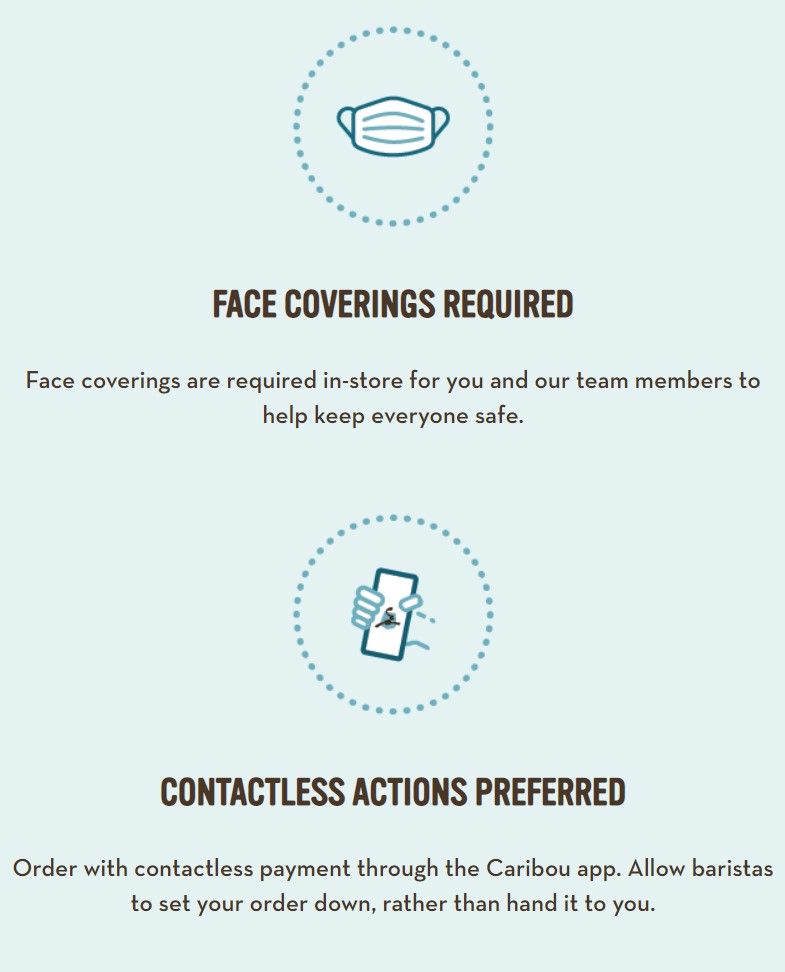 FACE COVERINGS REQUIRED
Face coverings are required in-store for you and our team members to
help keep everyone safe.
CONTACTLESS ACTIONS PREFERRED
Order with contactless payment through the Caribou app. Allow baristas
to set your order down, rather than hand it to you.